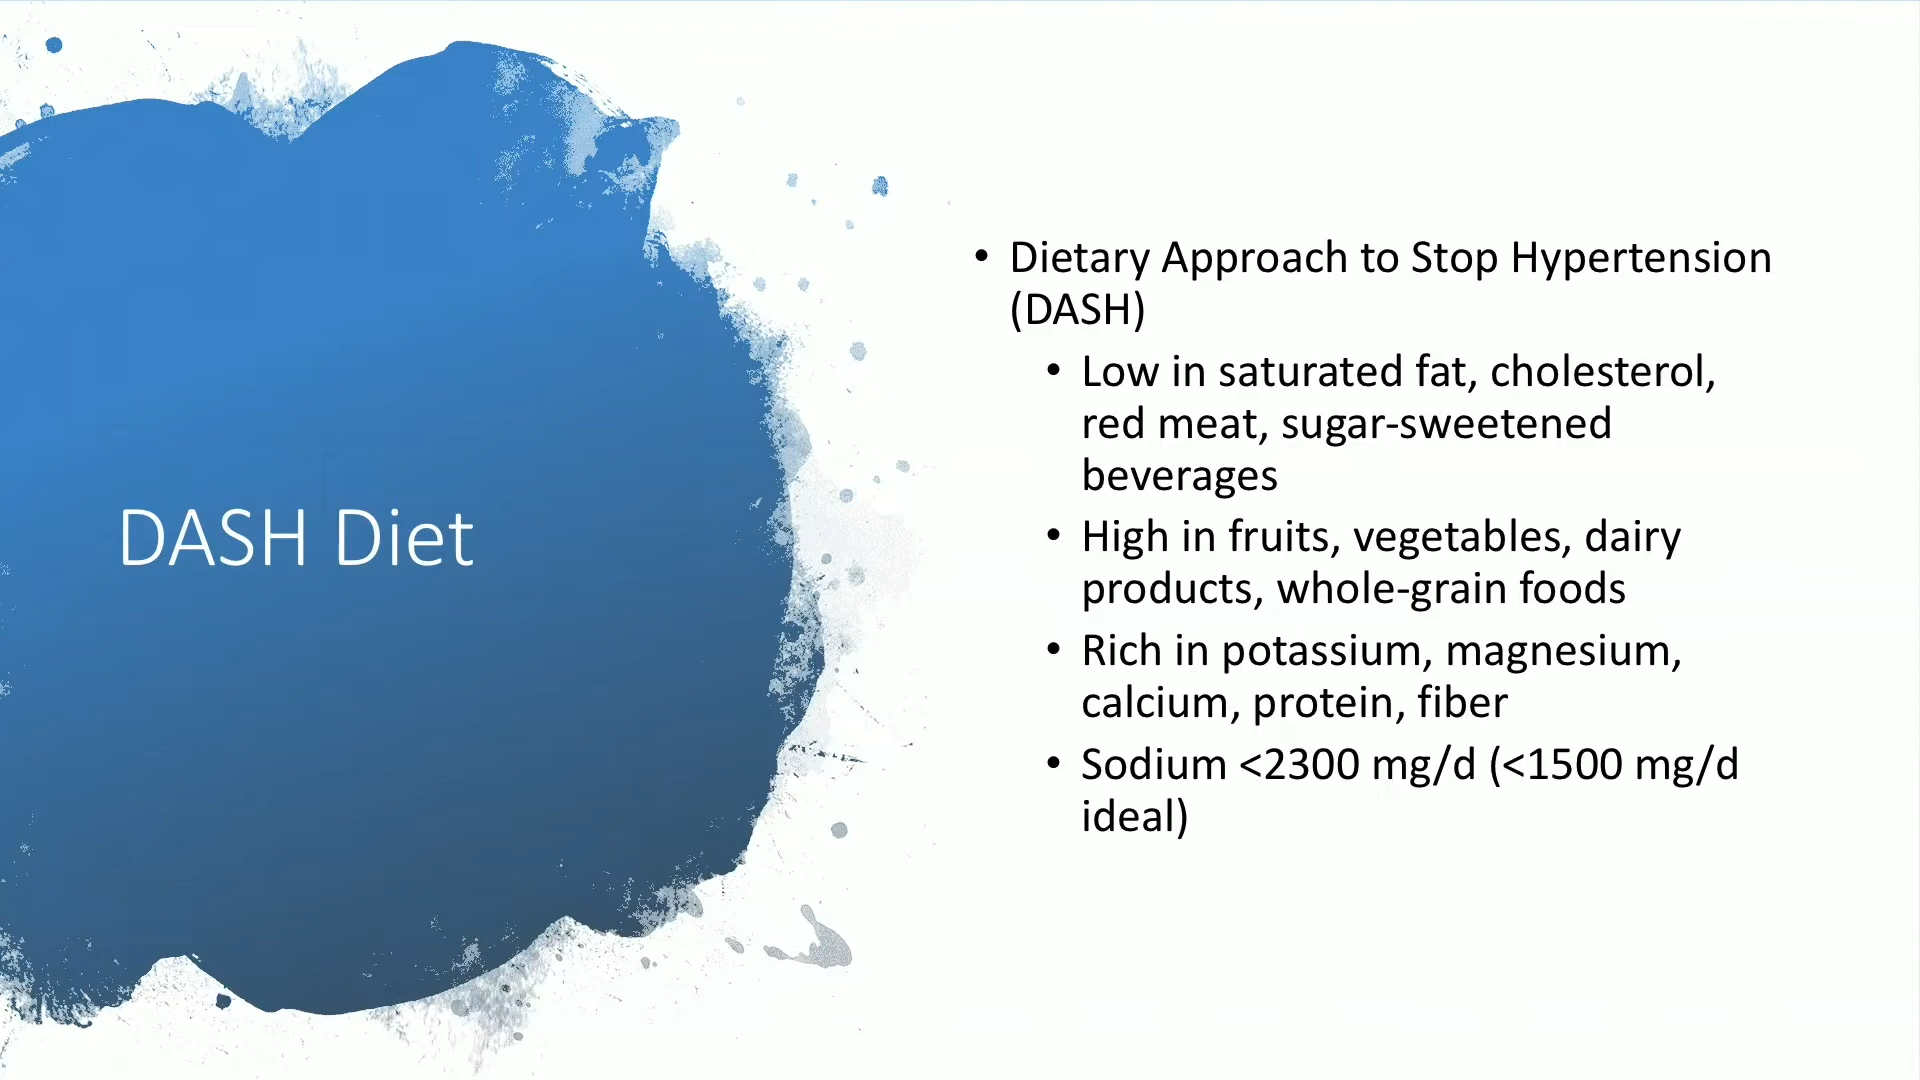 DASH Diet
• Dietary Approach to Stop Hypertension
(DASH)
• Low in saturated fat, cholesterol,
red meat, sugar-sweetened
beverages
• High in fruits, vegetables, dairy
products, whole-grain foods
• Rich in potassium, magnesium,
calcium, protein, fiber
• Sodium <2300 mg/d (<1500 mg/d
ideal)